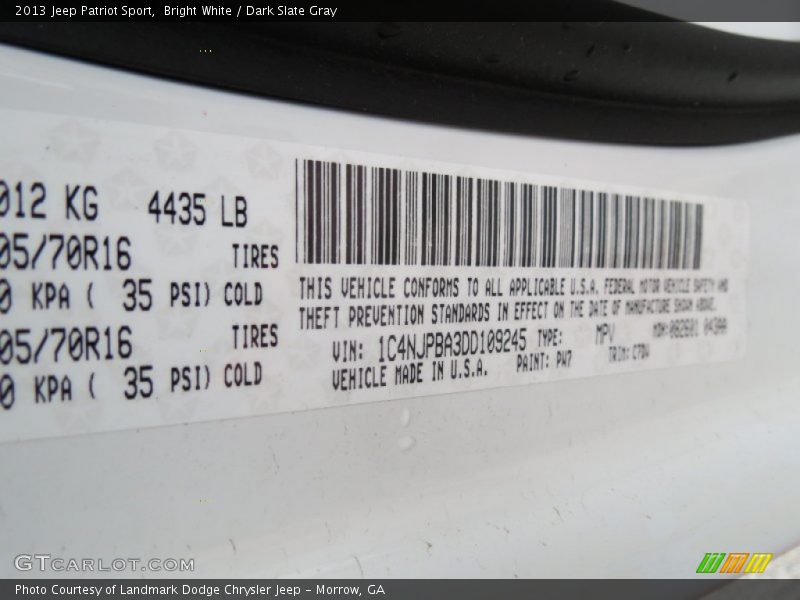 2013 Jeep Patriot Sport,  Bright White / Dark Slate Gray
012 KG 4435 LB
05/70R16 TIRES
0 KPA ( 35 PSI) COLD
05/70R16 TIRES
0 KPA ( 35 PSI) COLD
THIS VEHICLE CONFORMS TO ALL APPLICABLE U.S.A. FEDERAL MOTOR VEHICLE SAFETY AND
THEFT PREVENTION STANDARDS IN EFFECT ON THE DATE OF MANUFACTURE SHOWN ABOVE.
VIN: 1C4NJPBA3DD109245 TYPE: MPV
VEHICLE MADE IN U.S.A. PAINT: PW7 TRIM:
GTCARLOT.COM
Photo Courtesy of Landmark Dodge Chrysler Jeep - Morrow, GA